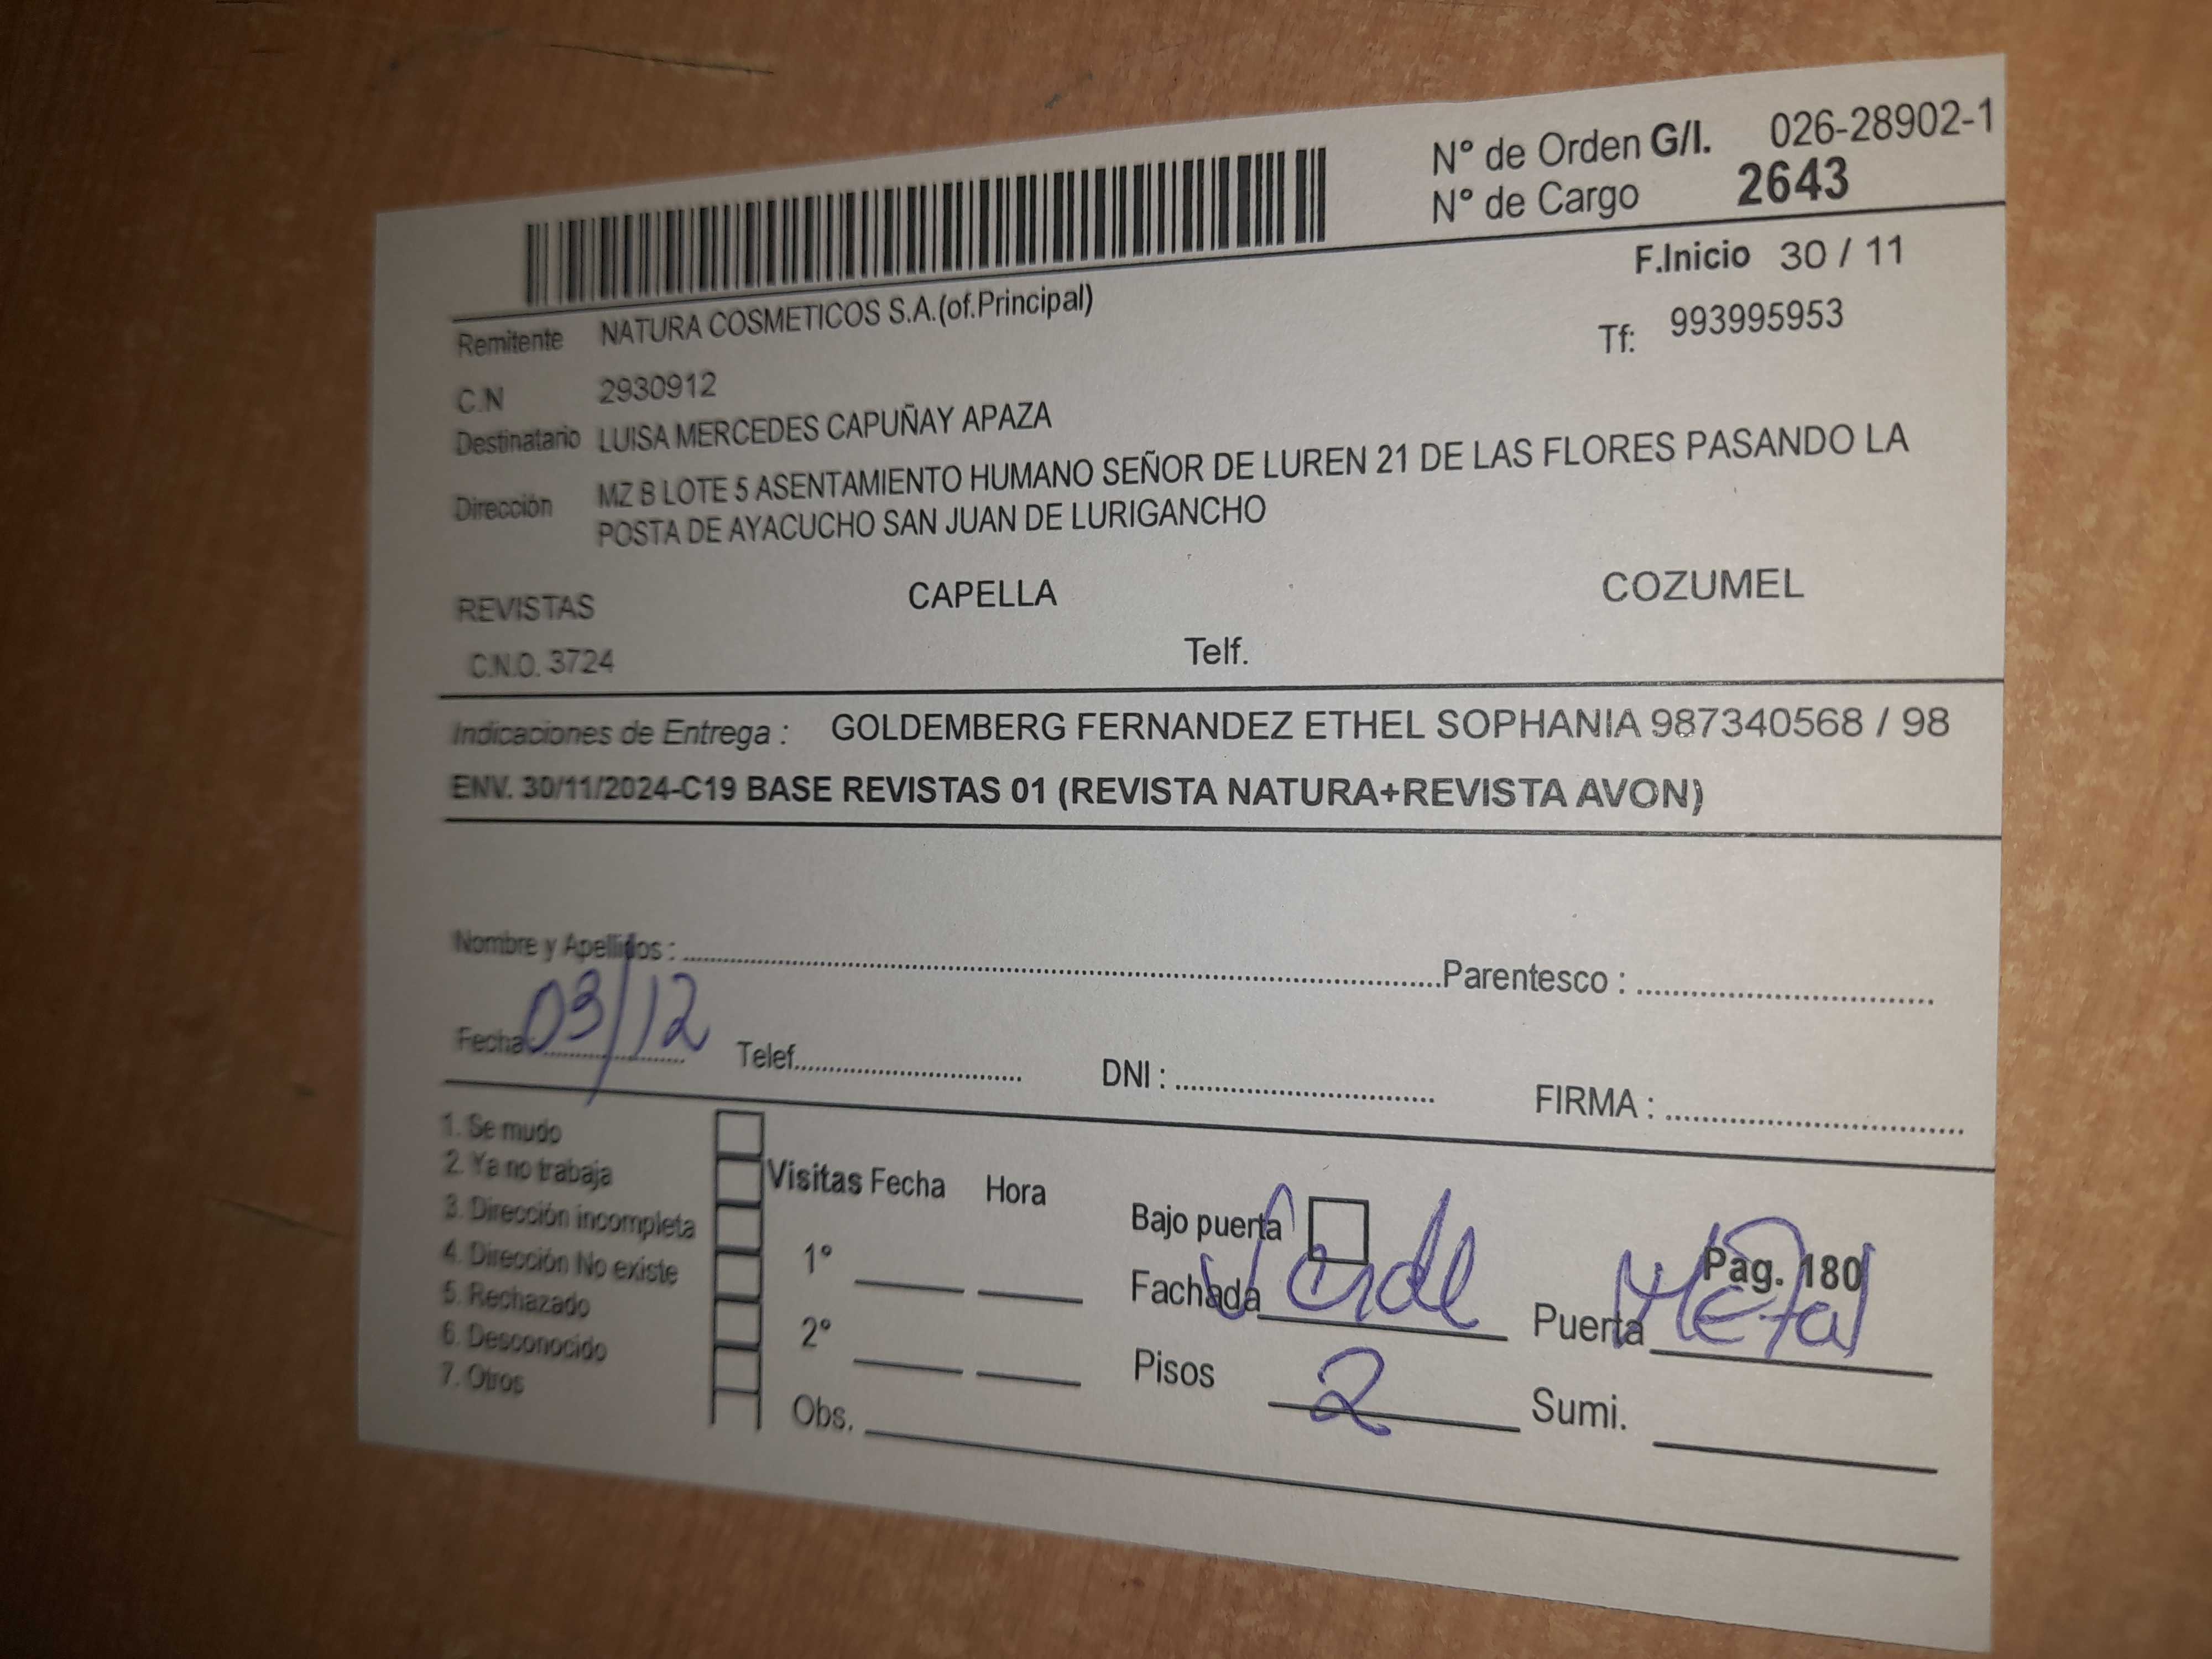 N° de Orden G/I. 026-28902-1
N° de Cargo 2643
F.Inicio 30 / 11
Remitente NATURA COSMETICOS S.A.(of.Principal)
Tf: 993995953
C.N 2930912
Destinatario LUISA MERCEDES CAPUÑAY APAZA
Dirección MZ B LOTE 5 ASENTAMIENTO HUMANO SEÑOR DE LUREN 21 DE LAS FLORES PASANDO LA
POSTA DE AYACUCHO SAN JUAN DE LURIGANCHO
REVISTAS CAPELLA COZUMEL
C.N.O. 3724 Telf.
Indicaciones de Entrega : GOLDEMBERG FERNANDEZ ETHEL SOPHANIA 987340568 / 98
ENV. 30/11/2024-C19 BASE REVISTAS 01 (REVISTA NATURA+REVISTA AVON)
Nombre y Apellidos : Parentesco :
Fecha: 03/12 Telef. DNI : FIRMA :
1. Se mudo
2. Ya no trabaja
3. Dirección incompleta
4. Dirección No existe
5. Rechazado
6. Desconocido
7. Otros
Visitas Fecha Hora
1°
2°
Obs.
Bajo puerta
Pag. 180
Fachada Verde Puerta Metal
Pisos 2 Sumi.